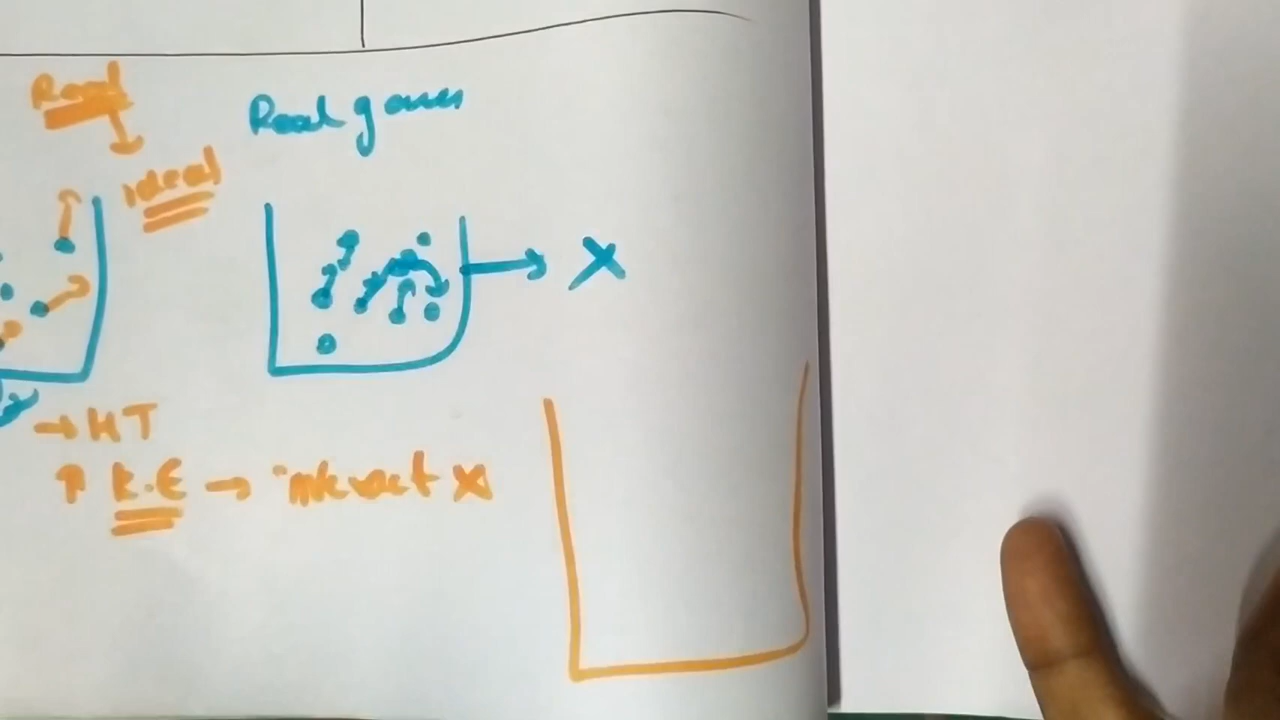 Real
ideal
Real gases
X
→ HT
↑ K.E → interact X